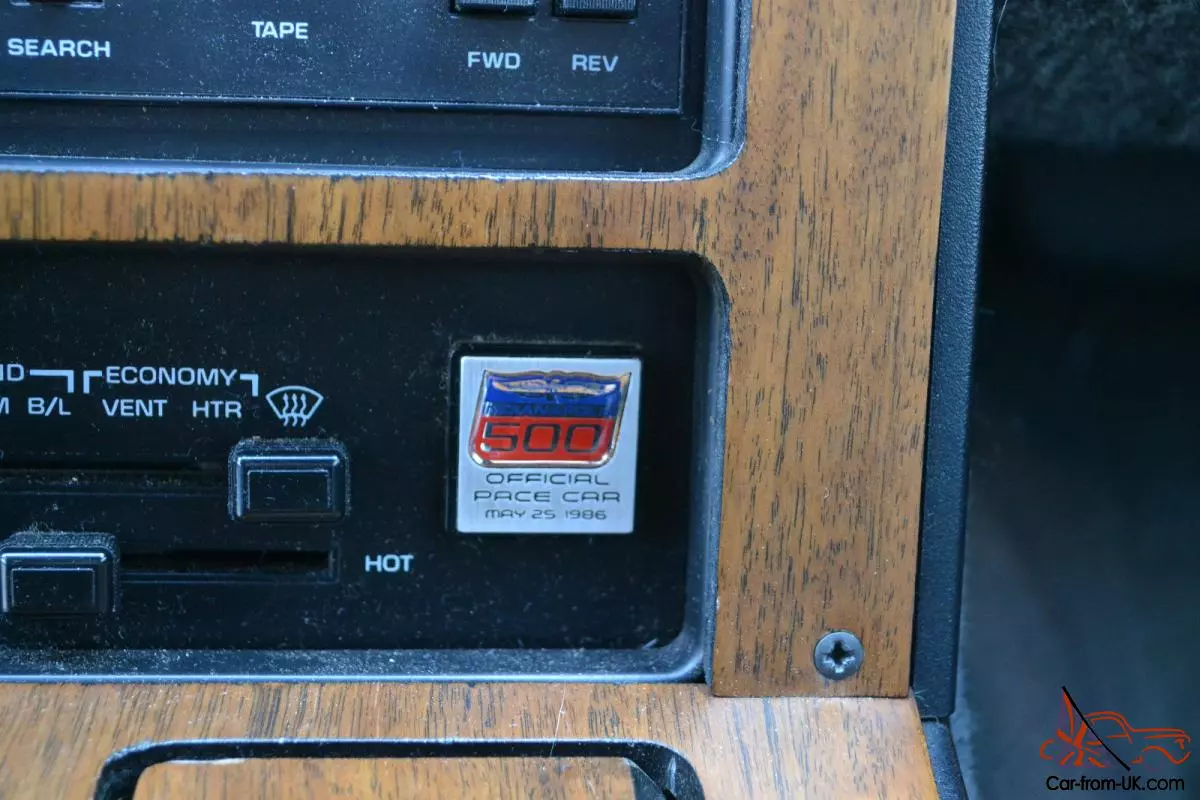 TAPE
SEARCH
FWD REV
ECONOMY
B/L VENT HTR
500
OFFICIAL
PACE CAR
MAY 25 1986
HOT
Car-from-UK.com